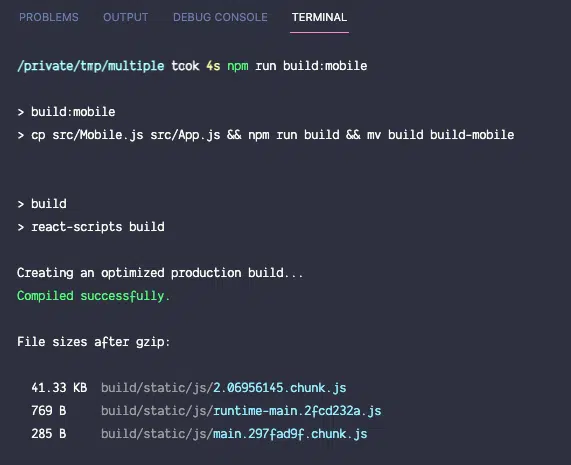 PROBLEMS OUTPUT DEBUG CONSOLE TERMINAL
/private/tmp/multiple took 4s npm run build:mobile
> build:mobile
> cp src/Mobile.js src/App.js && npm run build && mv build build-mobile
> build
> react-scripts build
Creating an optimized production build...
Compiled successfully.
File sizes after gzip:
41.33 KB build/static/js/2.06956145.chunk.js
769 B build/static/js/runtime-main.2fcd232a.js
285 B build/static/js/main.297fad9f.chunk.js